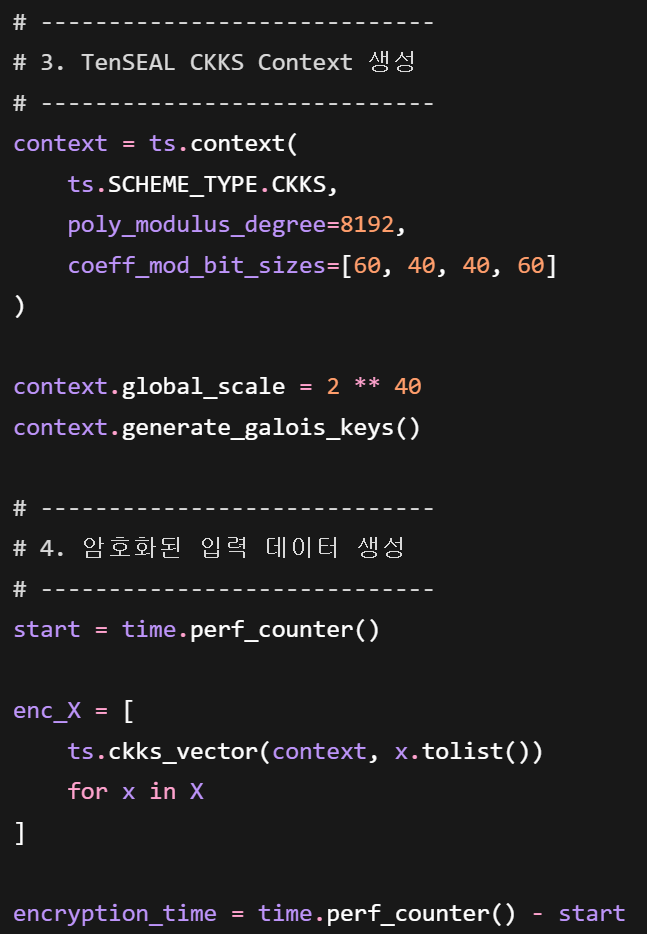 # -----------------------------
# 3. TenSEAL CKKS Context 생성
# -----------------------------
context = ts.context(
    ts.SCHEME_TYPE.CKKS,
    poly_modulus_degree=8192,
    coeff_mod_bit_sizes=[60, 40, 40, 60]
)

context.global_scale = 2 ** 40
context.generate_galois_keys()

# -----------------------------
# 4. 암호화된 입력 데이터 생성
# -----------------------------
start = time.perf_counter()

enc_X = [
    ts.ckks_vector(context, x.tolist())
    for x in X
]

encryption_time = time.perf_counter() - start